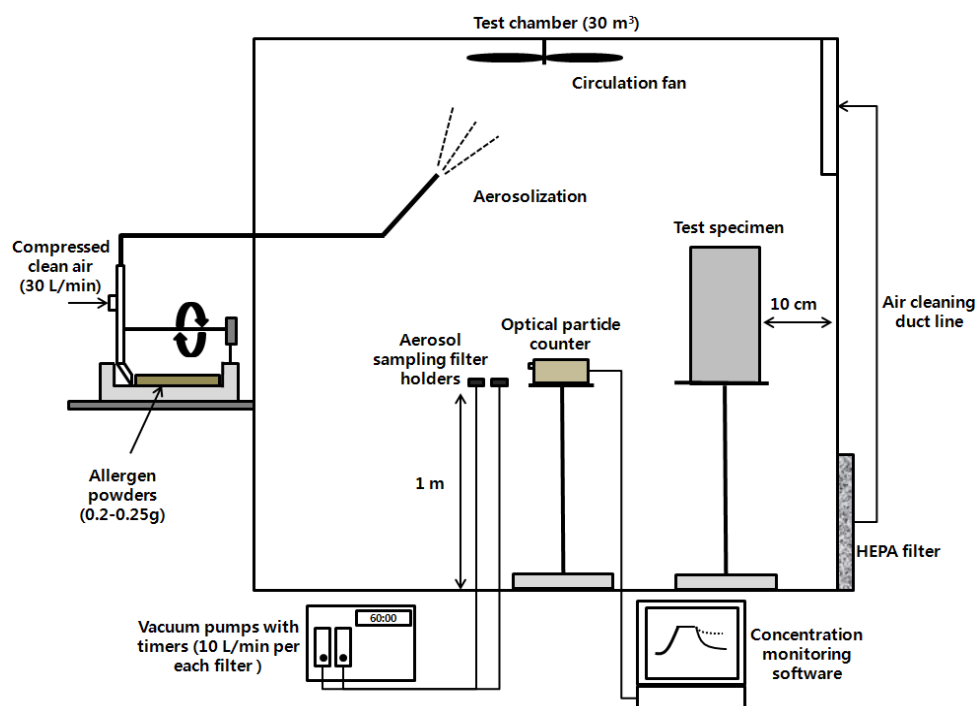 Test chamber (30 m³)
Circulation fan
Aerosolization
Compressed
clean air
(30 L/min)
Test specimen
10 cm
Air cleaning
duct line
Optical particle
counter
Aerosol
sampling filter
holders
Allergen
powders
(0.2-0.25g)
1 m
HEPA filter
60:00
Vacuum pumps with
timers (10 L/min per
each filter )
Concentration
monitoring
software